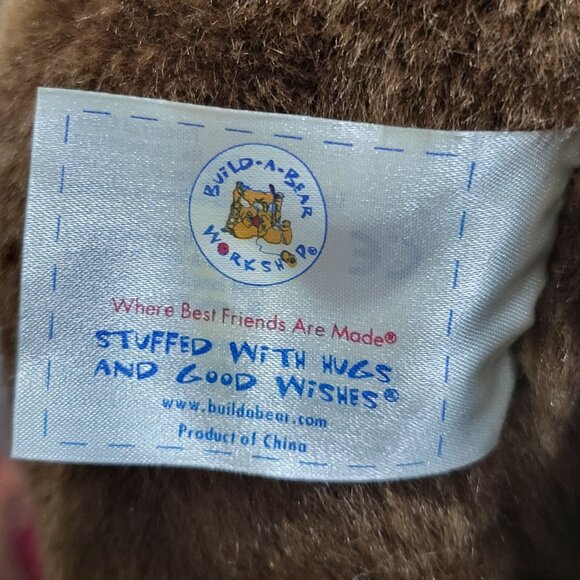 BUiLD-A-BEAR
WORKSHOP®
Where Best Friends Are Made®
STUFFED WiTH HUGS
AND GOOD WiSHES®
www.buildabear.com
Product of China